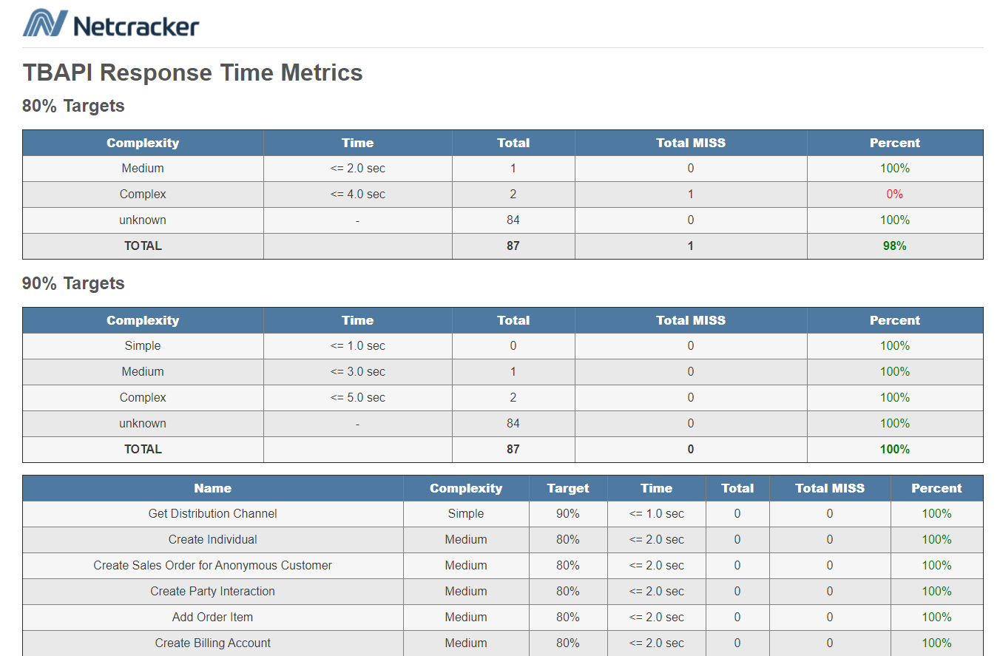 Netcracker
TBAPI Response Time Metrics
80% Targets
Complexity Time Total Total MISS Percent
Medium <= 2.0 sec 1 0 100%
Complex <= 4.0 sec 2 1 0%
unknown - 84 0 100%
TOTAL 87 1 98%
90% Targets
Complexity Time Total Total MISS Percent
Simple <= 1.0 sec 0 0 100%
Medium <= 3.0 sec 1 0 100%
Complex <= 5.0 sec 2 0 100%
unknown - 84 0 100%
TOTAL 87 0 100%
Name Complexity Target Time Total Total MISS Percent
Get Distribution Channel Simple 90% <= 1.0 sec 0 0 100%
Create Individual Medium 80% <= 2.0 sec 0 0 100%
Create Sales Order for Anonymous Customer Medium 80% <= 2.0 sec 0 0 100%
Create Party Interaction Medium 80% <= 2.0 sec 0 0 100%
Add Order Item Medium 80% <= 2.0 sec 0 0 100%
Create Billing Account Medium 80% <= 2.0 sec 0 0 100%